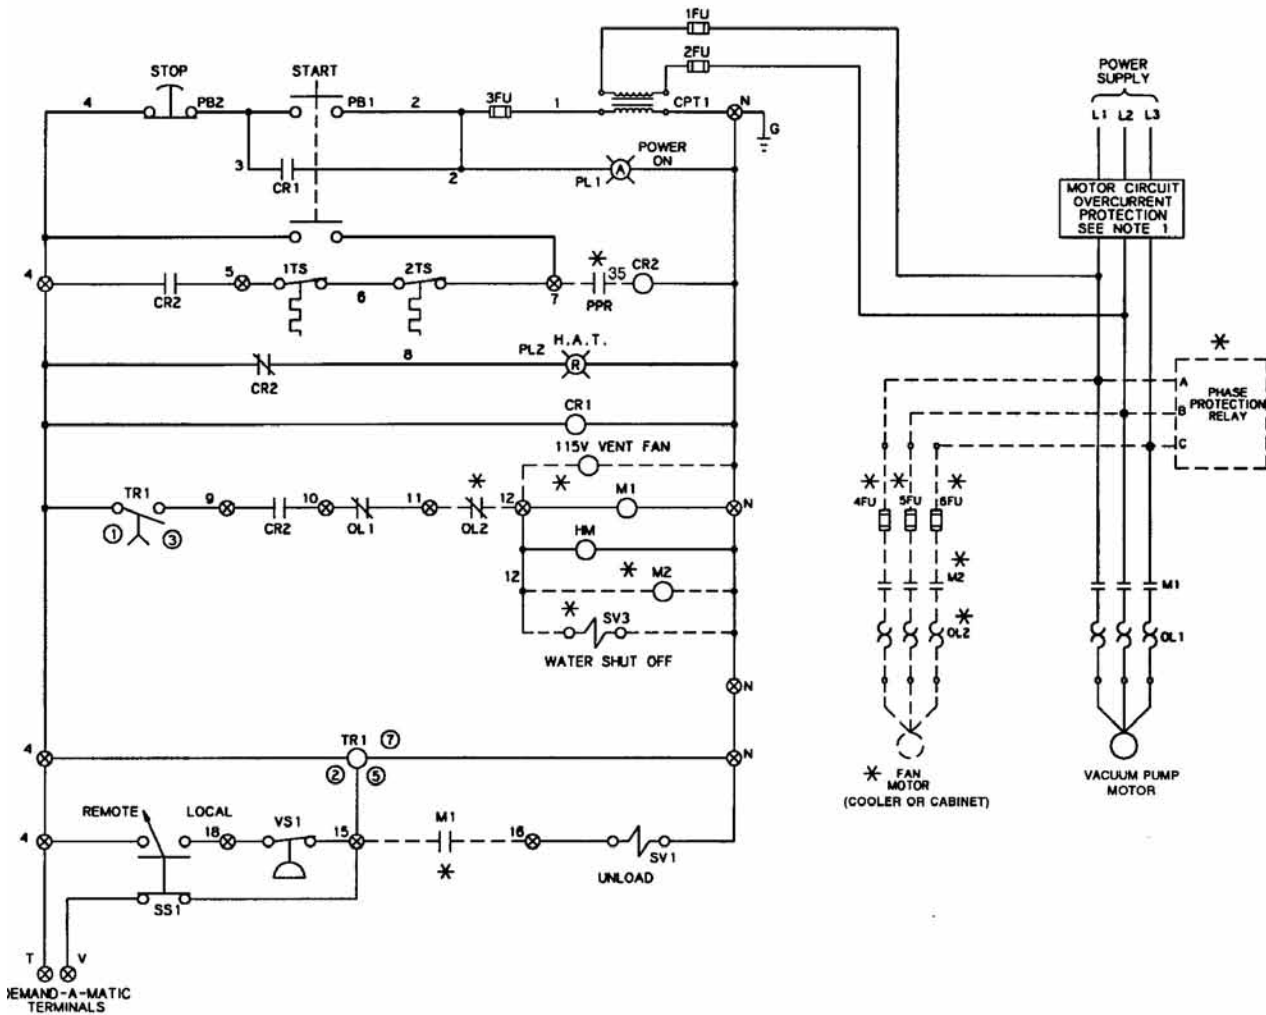 1FU
2FU
STOP
START
POWER
SUPPLY
4
PB2
PB1
2
3FU
1
CPT1
N
G
L1
L2
L3
3
CR1
2
POWER
ON
PL1
A
MOTOR CIRCUIT
OVERCURRENT
PROTECTION
SEE NOTE 1
4
CR2
5
1TS
6
2TS
7
*
PPR
35
CR2
8
CR2
PL2
H.A.T.
R
*
A
B
C
PHASE
PROTECTION
RELAY
CR1
115V VENT FAN
*
TR1
1
3
9
CR2
10
OL1
11
*
OL2
12
M1
N
HM
12
*
M2
*
SV3
WATER SHUT OFF
N
*
4FU
*
5FU
*
6FU
*
M2
*
OL2
M1
OL1
* FAN
MOTOR
(COOLER OR CABINET)
VACUUM PUMP
MOTOR
4
TR1
7
2
5
N
REMOTE
LOCAL
4
18
VS1
15
M1
*
16
SV1
UNLOAD
SS1
T
V
DEMAND-A-MATIC
TERMINALS